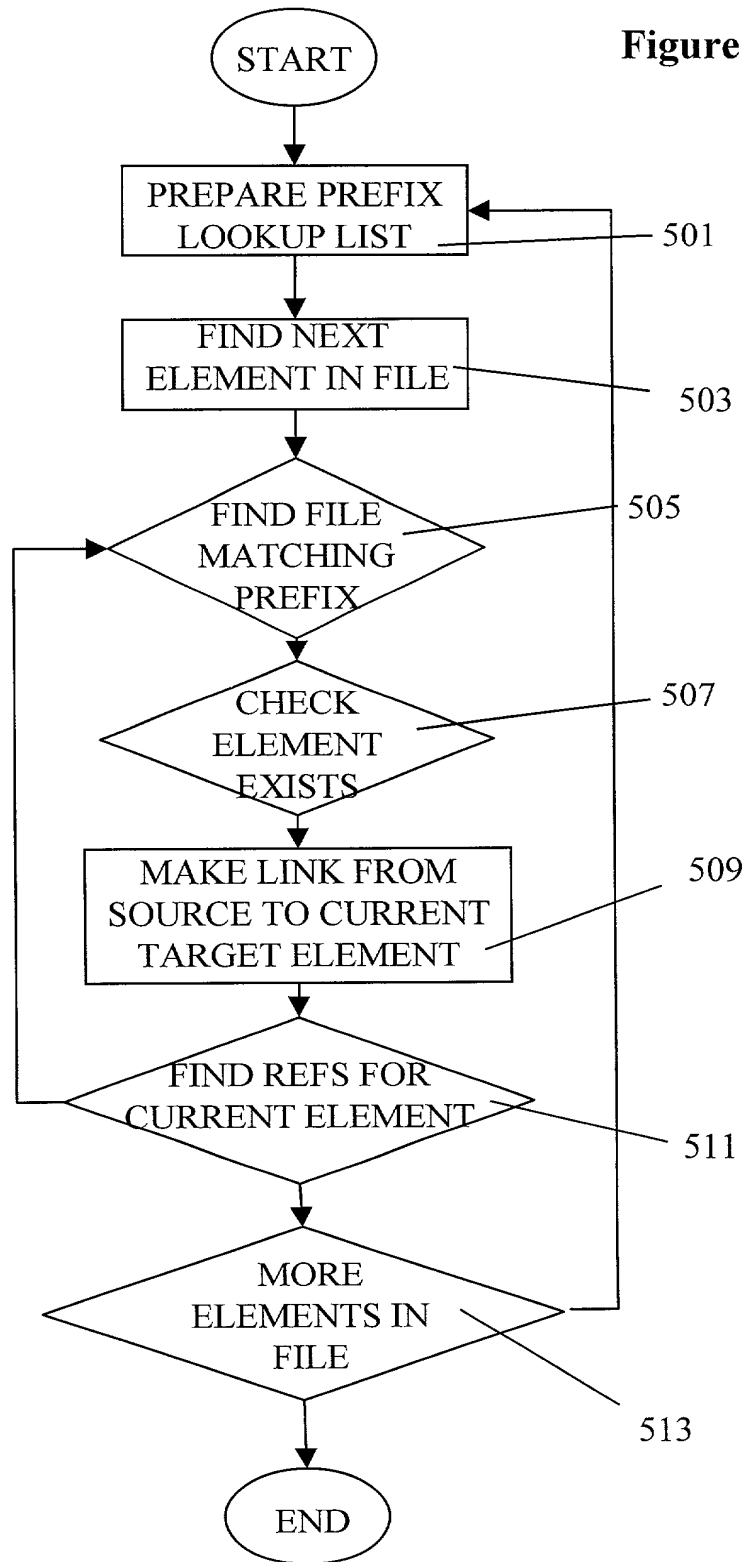 Figure
START
PREPARE PREFIX
LOOKUP LIST
501
FIND NEXT
ELEMENT IN FILE
503
FIND FILE
MATCHING
PREFIX
505
CHECK
ELEMENT
EXISTS
507
MAKE LINK FROM
SOURCE TO CURRENT
TARGET ELEMENT
509
FIND REFS FOR
CURRENT ELEMENT
511
MORE
ELEMENTS IN
FILE
513
END